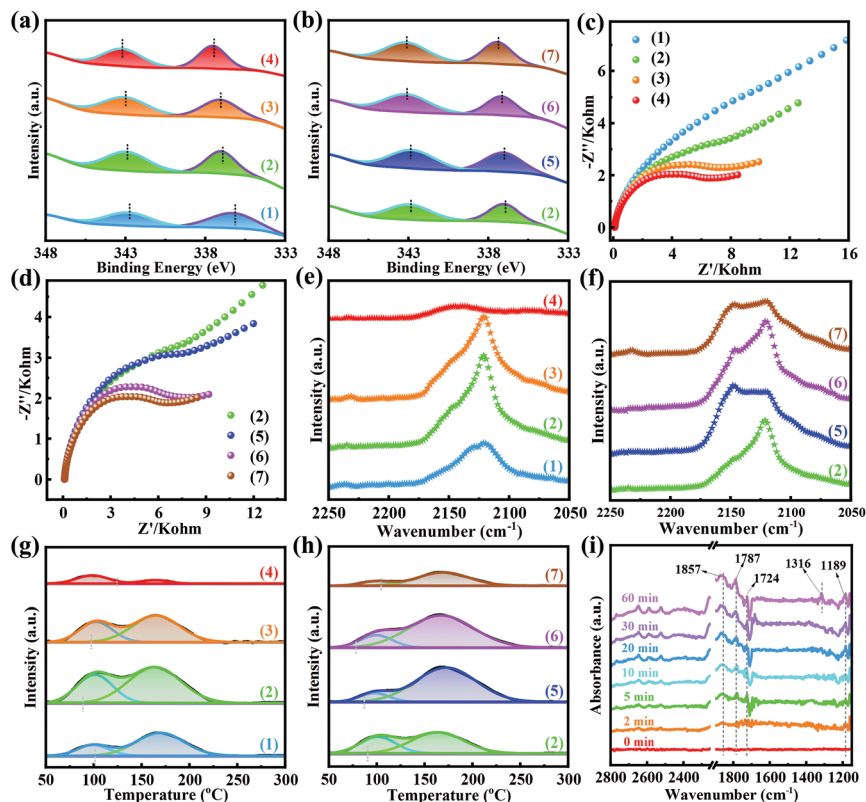 (a)
(4)
(3)
(2)
(1)
Intensity (a.u.)
348 343 338 333
Binding Energy (eV)
(b)
(7)
(6)
(5)
(2)
Intensity (a.u.)
348 343 338 333
Binding Energy (eV)
(c)
(1)
(2)
(3)
(4)
-Z''/Kohm
6
4
2
0
0 4 8 12 16
Z'/Kohm
(d)
(2)
(5)
(6)
(7)
-Z''/Kohm
4
3
2
1
0
0 3 6 9 12
Z'/Kohm
(e)
(4)
(3)
(2)
(1)
Intensity (a.u.)
2250 2200 2150 2100 2050
Wavenumber (cm-1)
(f)
(7)
(6)
(5)
(2)
Intensity (a.u.)
2250 2200 2150 2100 2050
Wavenumber (cm-1)
(g)
(4)
(3)
(2)
(1)
Intensity (a.u.)
50 100 150 200 250 300
Temperature (oC)
(h)
(7)
(6)
(5)
(2)
Intensity (a.u.)
50 100 150 200 250 300
Temperature (oC)
(i)
1857 1787 1724 1316 1189
60 min
30 min
20 min
10 min
5 min
2 min
0 min
Absorbance (a.u.)
2800 2600 2400 1800 1600 1400 1200
Wavenumber (cm-1)